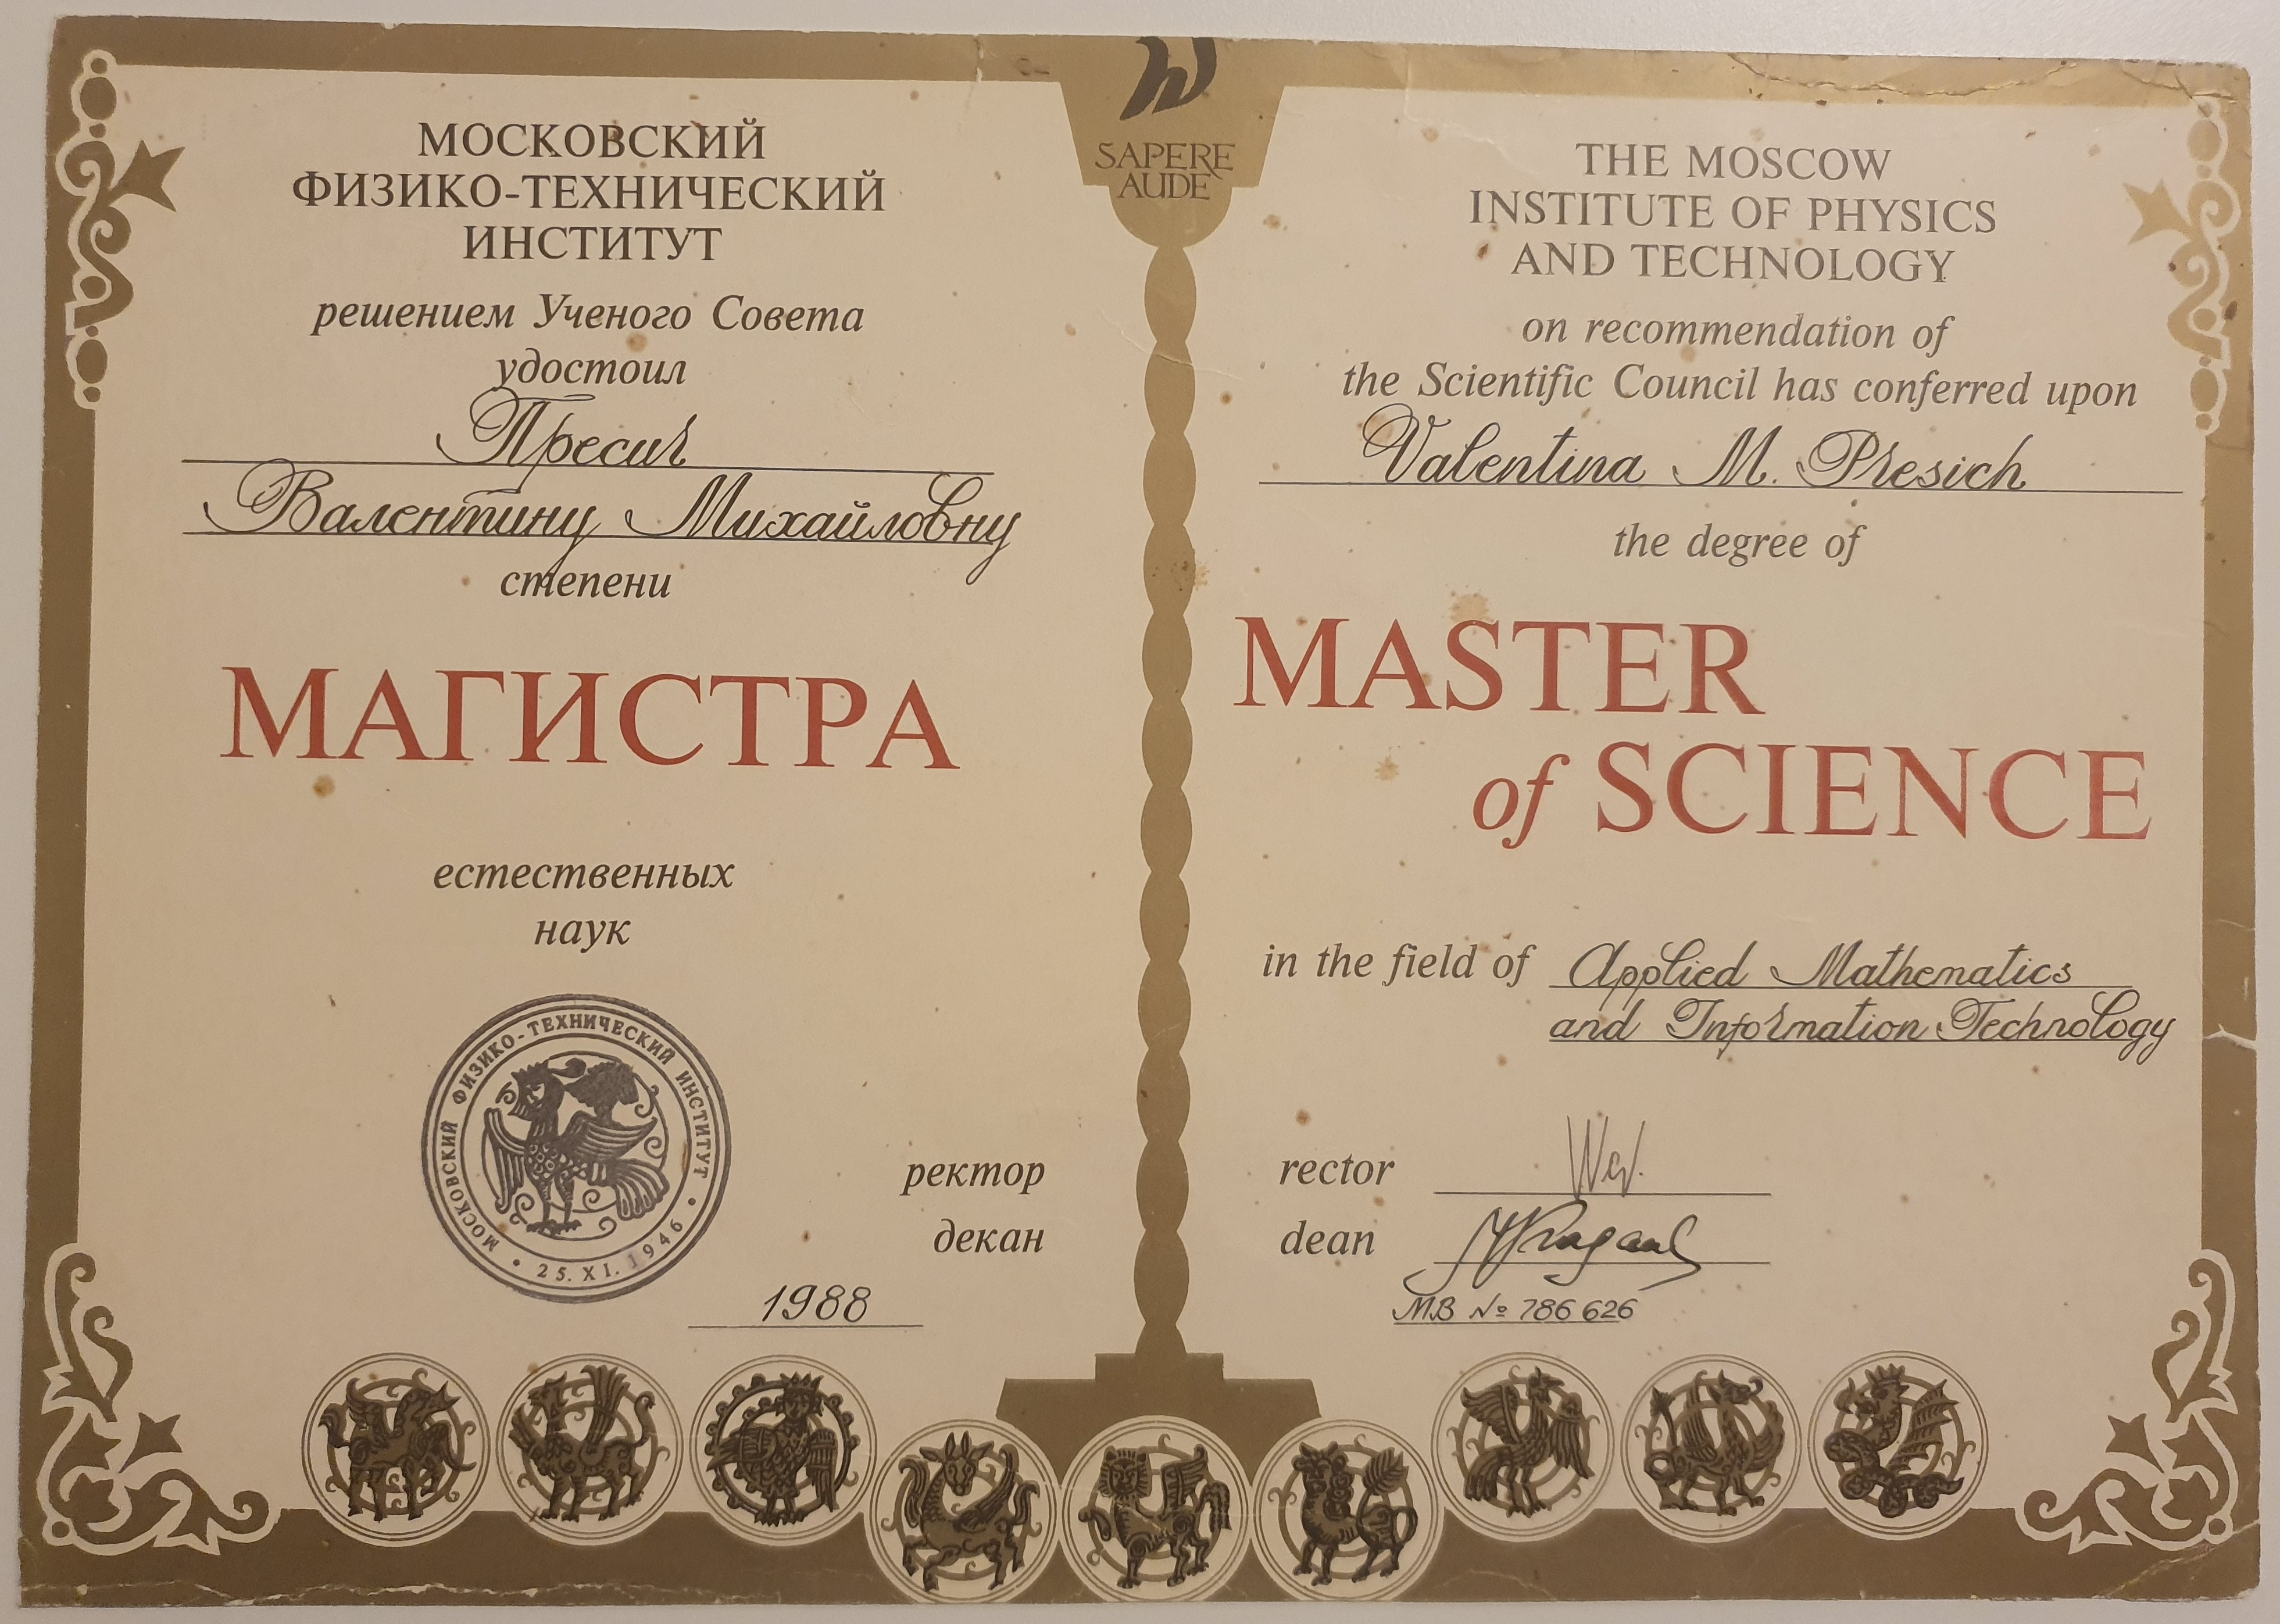 SAPERE
AUDE
МОСКОВСКИЙ
ФИЗИКО-ТЕХНИЧЕСКИЙ
ИНСТИТУТ
решением Ученого Совета
удостоил
Пресич
Валентину Михайловну
степени
МАГИСТРА
естественных
наук
МОСКОВСКИЙ ФИЗИКО-ТЕХНИЧЕСКИЙ ИНСТИТУТ
25. XI. 1946
ректор
декан
1988
THE MOSCOW
INSTITUTE OF PHYSICS
AND TECHNOLOGY
on recommendation of
the Scientific Council has conferred upon
Valentina M. Presich
the degree of
MASTER
of SCIENCE
in the field of Applied Mathematics
and Information Technology
rector
dean
МВ № 786626